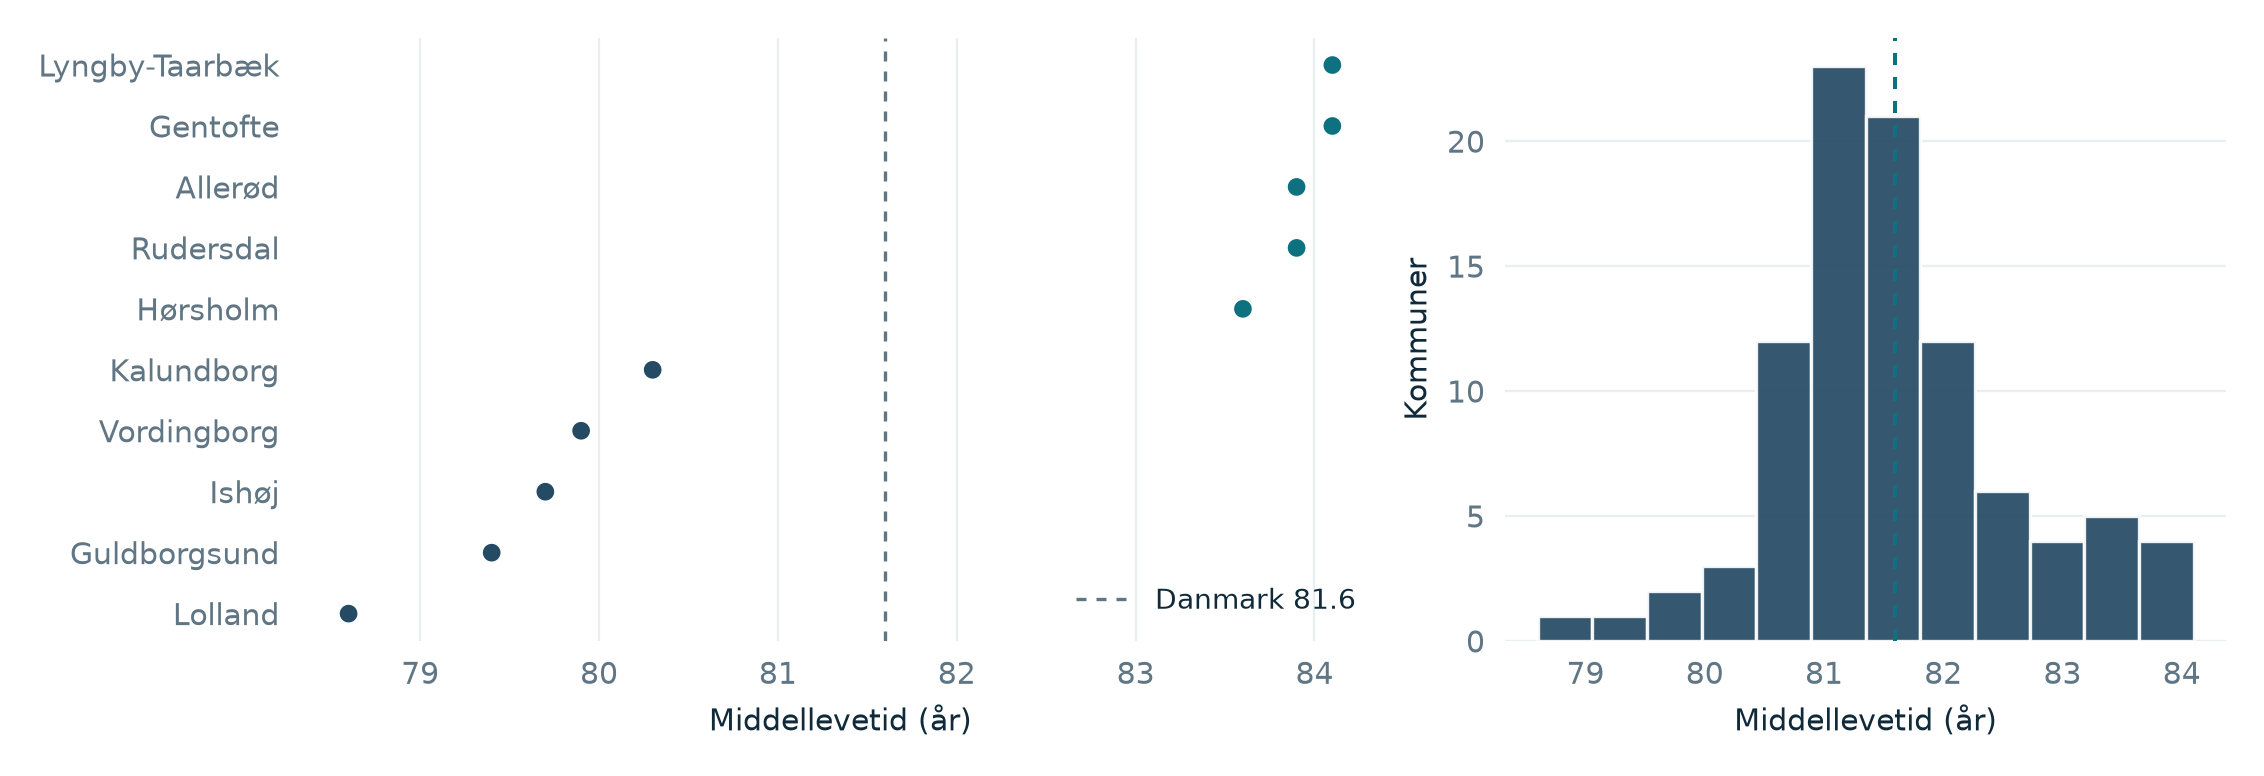 Lyngby-Taarbæk
Gentofte
Allerød
Rudersdal
Hørsholm
Kalundborg
Vordingborg
Ishøj
Guldborgsund
Lolland
Danmark 81.6
79 80 81 82 83 84
Middellevetid (år)
Kommuner
20
15
10
5
0
79 80 81 82 83 84
Middellevetid (år)